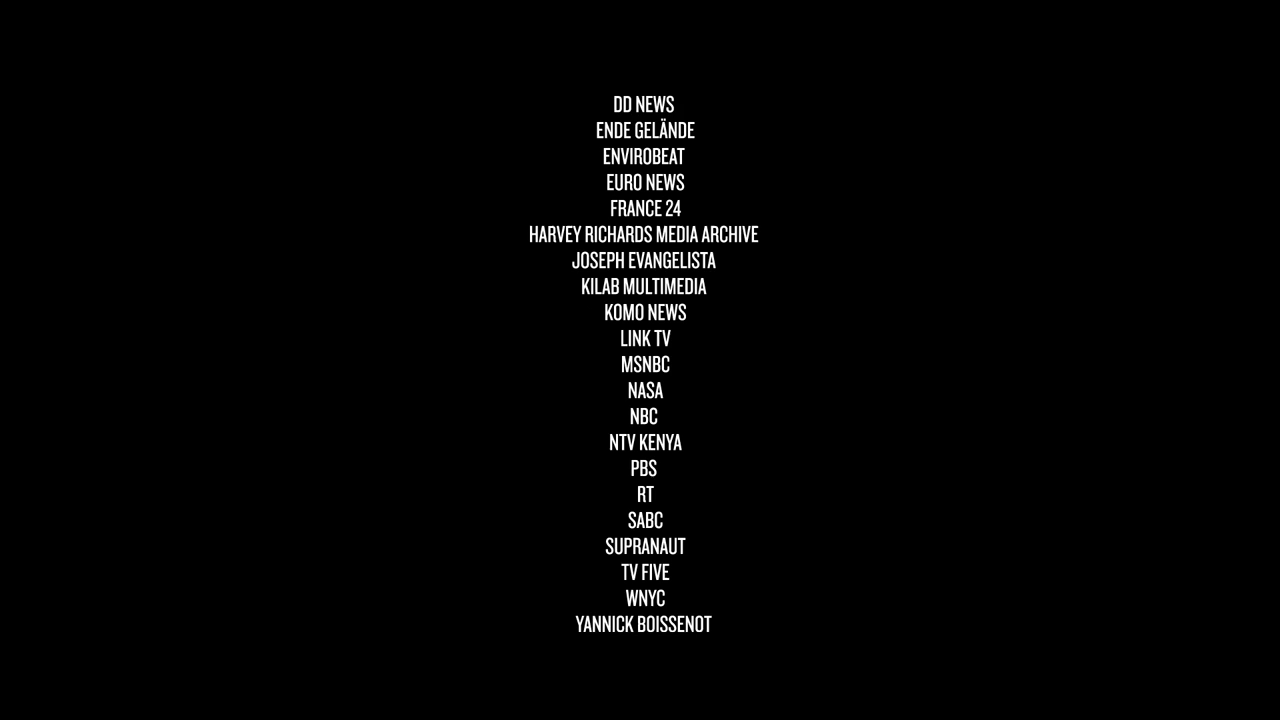 DD NEWS
ENDE GELÄNDE
ENVIROBEAT
EURO NEWS
FRANCE 24
HARVEY RICHARDS MEDIA ARCHIVE
JOSEPH EVANGELISTA
KILAB MULTIMEDIA
KOMO NEWS
LINK TV
MSNBC
NASA
NBC
NTV KENYA
PBS
RT
SABC
SUPRANAUT
TV FIVE
WNYC
YANNICK BOISSENOT